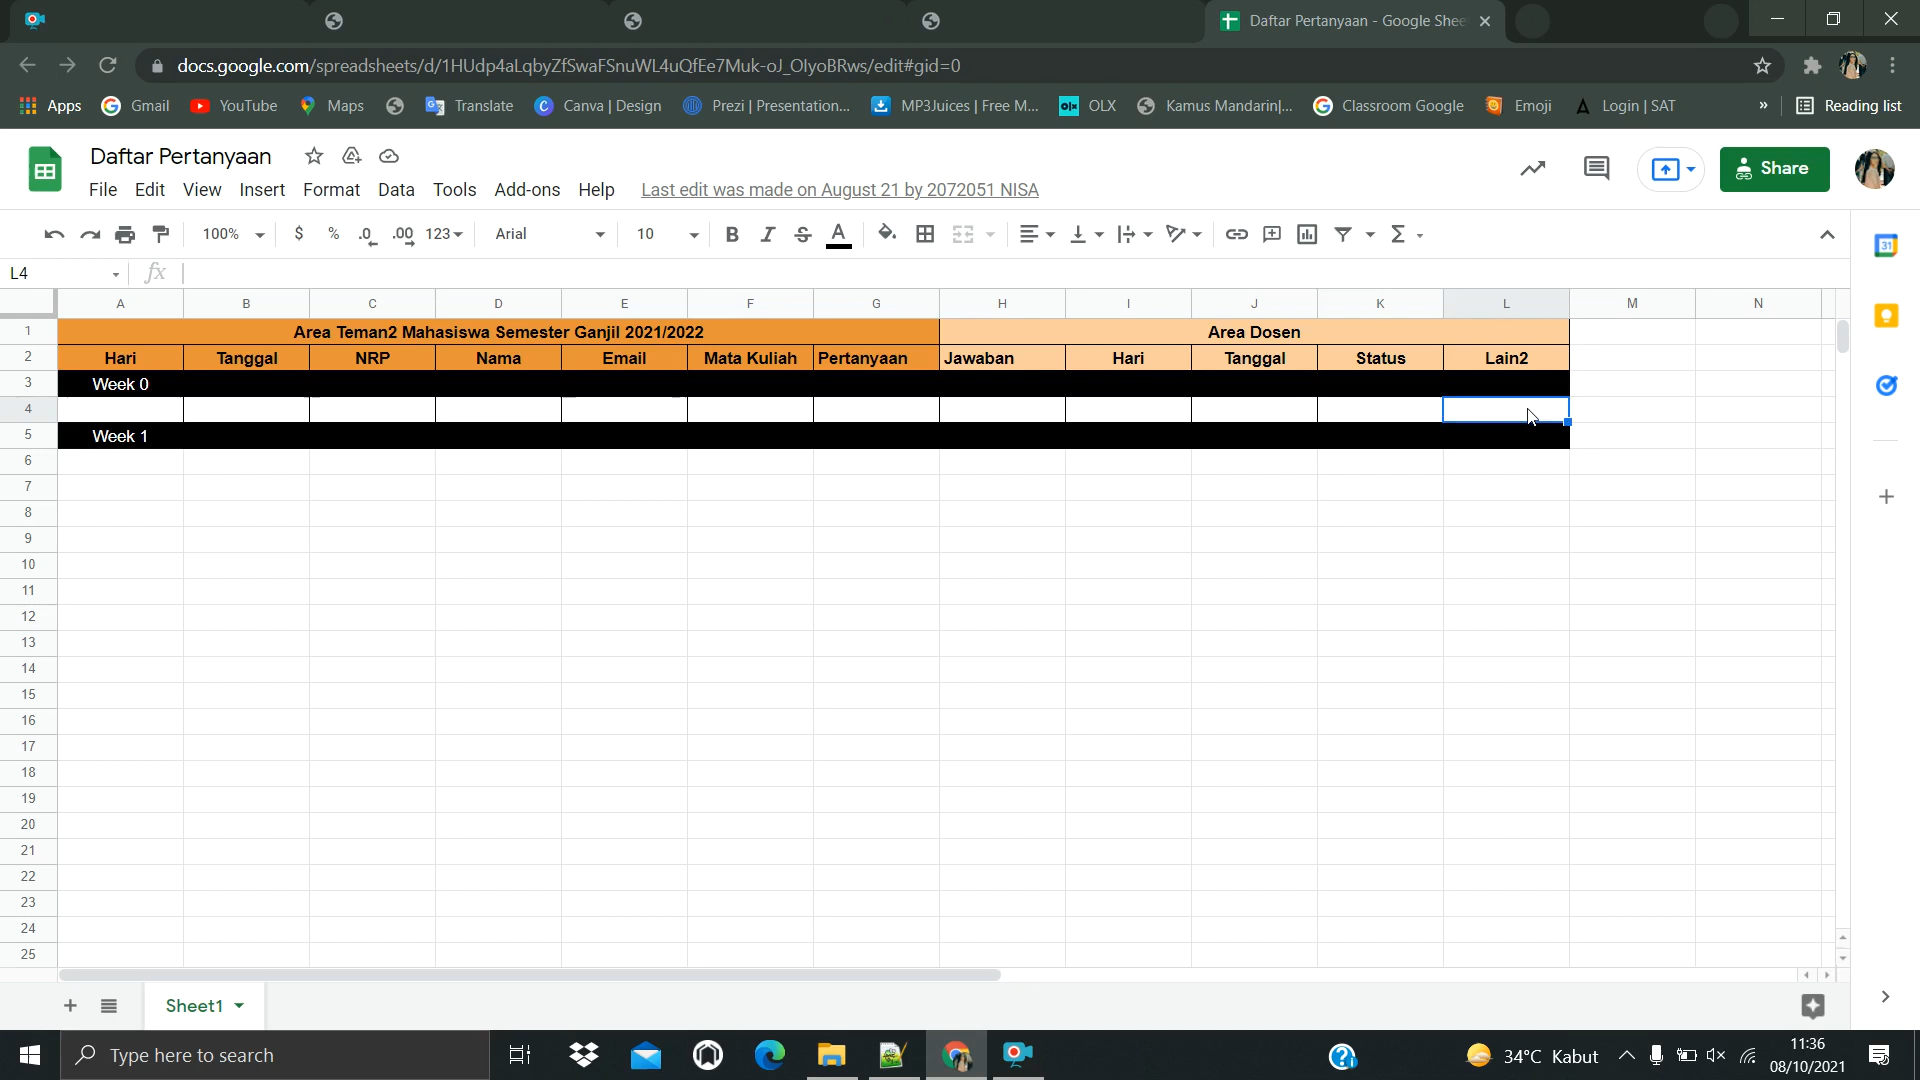 Daftar Pertanyaan - Google Shee
docs.google.com/spreadsheets/d/1HUdp4aLqbyZfSwaFSnuWL4uQfEe7Muk-oJ_OlyoBRws/edit#gid=0
Apps Gmail YouTube Maps Translate Canva | Design Prezi | Presentation... MP3Juices | Free M... OLX Kamus Mandarin|... Classroom Google Emoji Login | SAT » Reading list
Daftar Pertanyaan
File Edit View Insert Format Data Tools Add-ons Help Last edit was made on August 21 by 2072051 NISA
Share
100% $ % .0 .00 123 Arial 10 B I S A Σ
L4 fx
A B C D E F G H I J K L M N
1 Area Teman2 Mahasiswa Semester Ganjil 2021/2022 Area Dosen
2 Hari Tanggal NRP Nama Email Mata Kuliah Pertanyaan Jawaban Hari Tanggal Status Lain2
3 Week 0
4
5 Week 1
6
7
8
9
10
11
12
13
14
15
16
17
18
19
20
21
22
23
24
25
31
Sheet1
Type here to search
34°C Kabut
11:36
08/10/2021